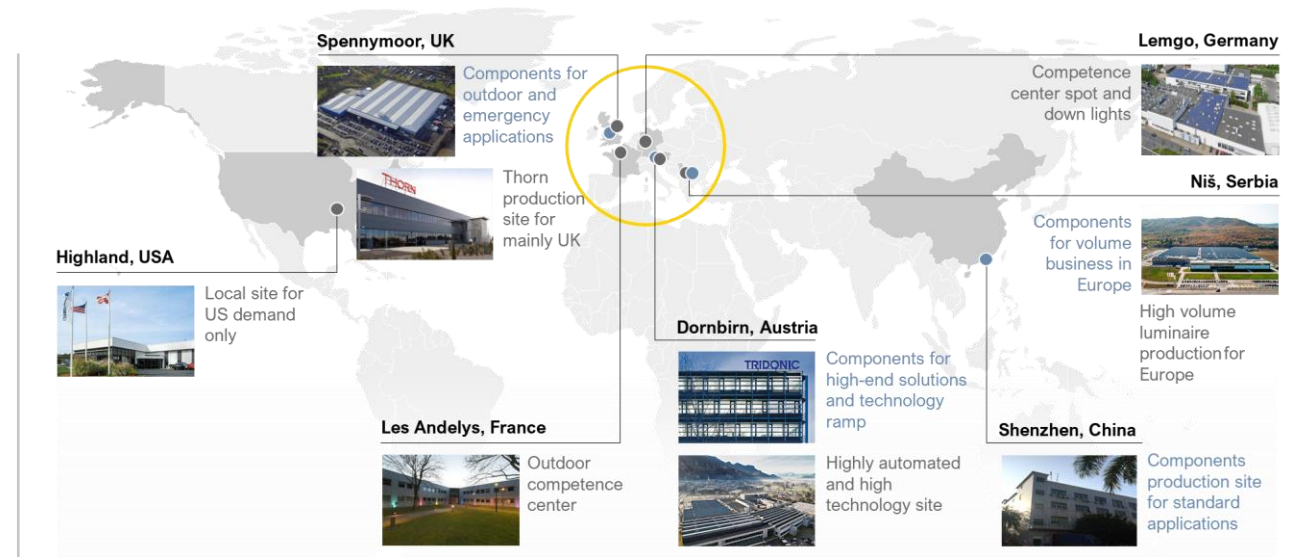 Spennymoor, UK
Components for
outdoor and
emergency
applications
THORN
Thorn
production
site for
mainly UK
Lemgo, Germany
Competence
center spot and
down lights
Niš, Serbia
Components
for volume
business in
Europe
High volume
luminaire
production for
Europe
Highland, USA
Local site for
US demand
only
Dornbirn, Austria
TRIDONIC
Components for
high-end solutions
and technology
ramp
Highly automated
and high
technology site
Les Andelys, France
Outdoor
competence
center
Shenzhen, China
Components
production site
for standard
applications